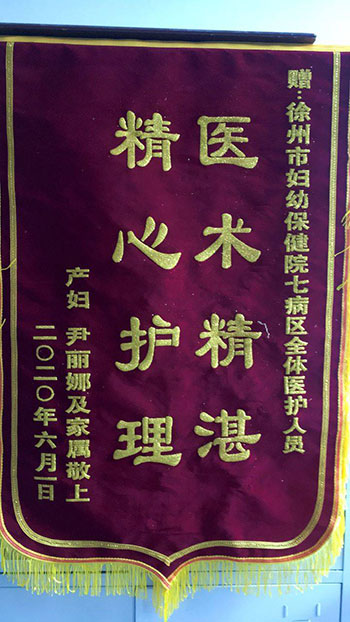 赠:徐州市妇幼保健院七病区全体医护人员
医术精湛
精心护理
产妇 尹丽娜及家属敬上
二〇二〇年六月一日